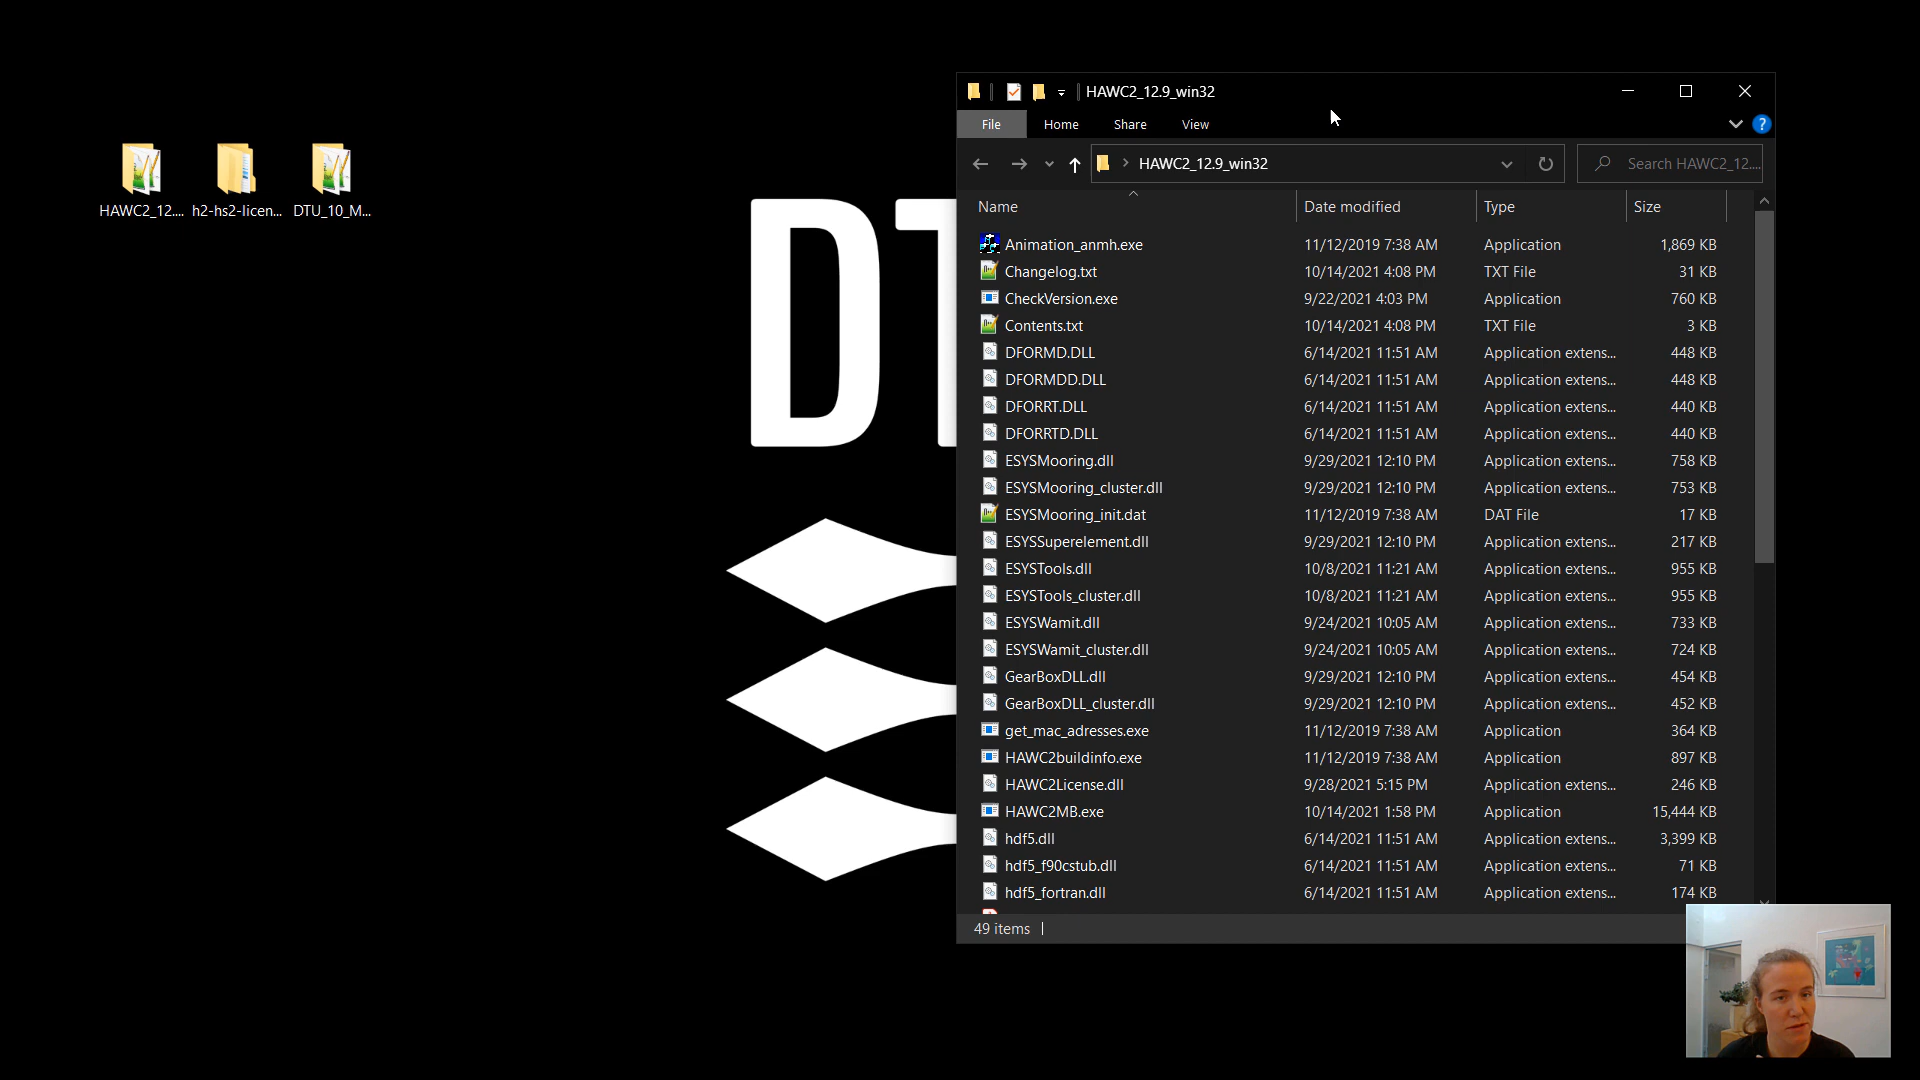 HAWC2_12....
h2-hs2-licen...
DTU_10_M...
DT
HAWC2_12.9_win32
File Home Share View
HAWC2_12.9_win32
Search HAWC2_12....
Name Date modified Type Size
Animation_anmh.exe 11/12/2019 7:38 AM Application 1,869 KB
Changelog.txt 10/14/2021 4:08 PM TXT File 31 KB
CheckVersion.exe 9/22/2021 4:03 PM Application 760 KB
Contents.txt 10/14/2021 4:08 PM TXT File 3 KB
DFORMD.DLL 6/14/2021 11:51 AM Application extens... 448 KB
DFORMDD.DLL 6/14/2021 11:51 AM Application extens... 448 KB
DFORRT.DLL 6/14/2021 11:51 AM Application extens... 440 KB
DFORRTD.DLL 6/14/2021 11:51 AM Application extens... 440 KB
ESYSMooring.dll 9/29/2021 12:10 PM Application extens... 758 KB
ESYSMooring_cluster.dll 9/29/2021 12:10 PM Application extens... 753 KB
ESYSMooring_init.dat 11/12/2019 7:38 AM DAT File 17 KB
ESYSSuperelement.dll 9/29/2021 12:10 PM Application extens... 217 KB
ESYSTools.dll 10/8/2021 11:21 AM Application extens... 955 KB
ESYSTools_cluster.dll 10/8/2021 11:21 AM Application extens... 955 KB
ESYSWamit.dll 9/24/2021 10:05 AM Application extens... 733 KB
ESYSWamit_cluster.dll 9/24/2021 10:05 AM Application extens... 724 KB
GearBoxDLL.dll 9/29/2021 12:10 PM Application extens... 454 KB
GearBoxDLL_cluster.dll 9/29/2021 12:10 PM Application extens... 452 KB
get_mac_adresses.exe 11/12/2019 7:38 AM Application 364 KB
HAWC2buildinfo.exe 11/12/2019 7:38 AM Application 897 KB
HAWC2License.dll 9/28/2021 5:15 PM Application extens... 246 KB
HAWC2MB.exe 10/14/2021 1:58 PM Application 15,444 KB
hdf5.dll 6/14/2021 11:51 AM Application extens... 3,399 KB
hdf5_f90cstub.dll 6/14/2021 11:51 AM Application extens... 71 KB
hdf5_fortran.dll 6/14/2021 11:51 AM Application extens... 174 KB
49 items